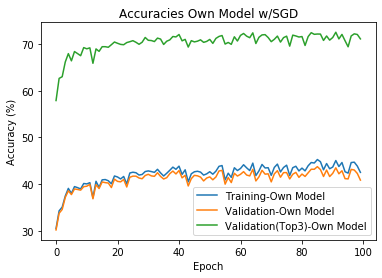 Accuracies Own Model w/SGD
Accuracy (%)
70
60
50
40
30
Training-Own Model
Validation-Own Model
Validation(Top3)-Own Model
0 20 40 60 80 100
Epoch